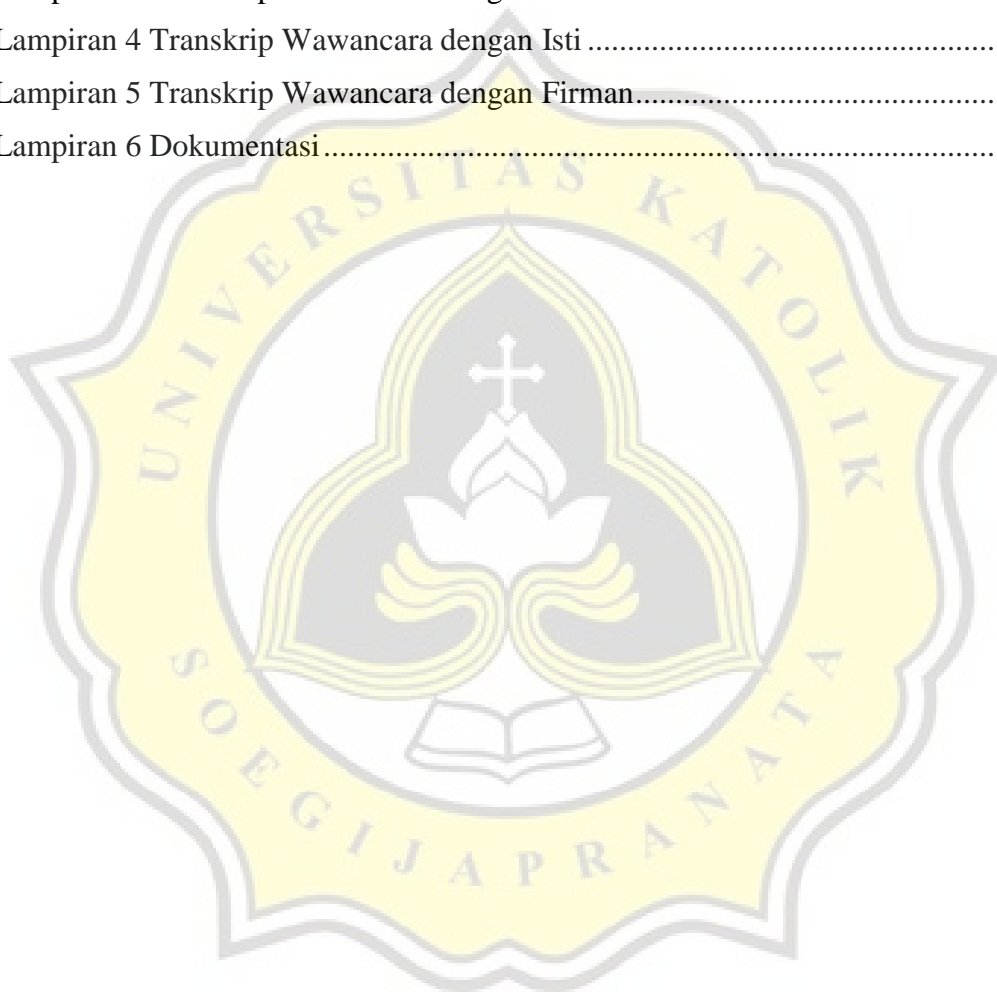 Lampiran 4 Transkrip Wawancara dengan Isti ...........................................
Lampiran 5 Transkrip Wawancara dengan Firman......................................
Lampiran 6 Dokumentasi.......................................................................
UNIVERSITAS KATOLIK
SOEGIJAPRANATA